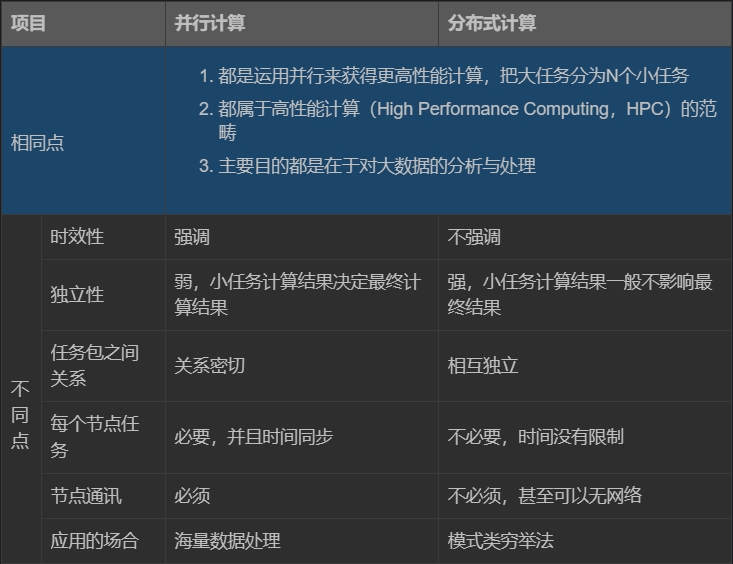 项目 并行计算 分布式计算
相同点
1. 都是运用并行来获得更高性能计算，把大任务分为N个小任务
2. 都属于高性能计算（High Performance Computing，HPC）的范
畴
3. 主要目的都是在于对大数据的分析与处理
不同点
时效性 强调 不强调
独立性 弱，小任务计算结果决定最终计
算结果 强，小任务计算结果一般不影响最
终结果
任务包之间
关系 关系密切 相互独立
每个节点任
务 必要，并且时间同步 不必要，时间没有限制
节点通讯 必须 不必须，甚至可以无网络
应用的场合 海量数据处理 模式类穷举法